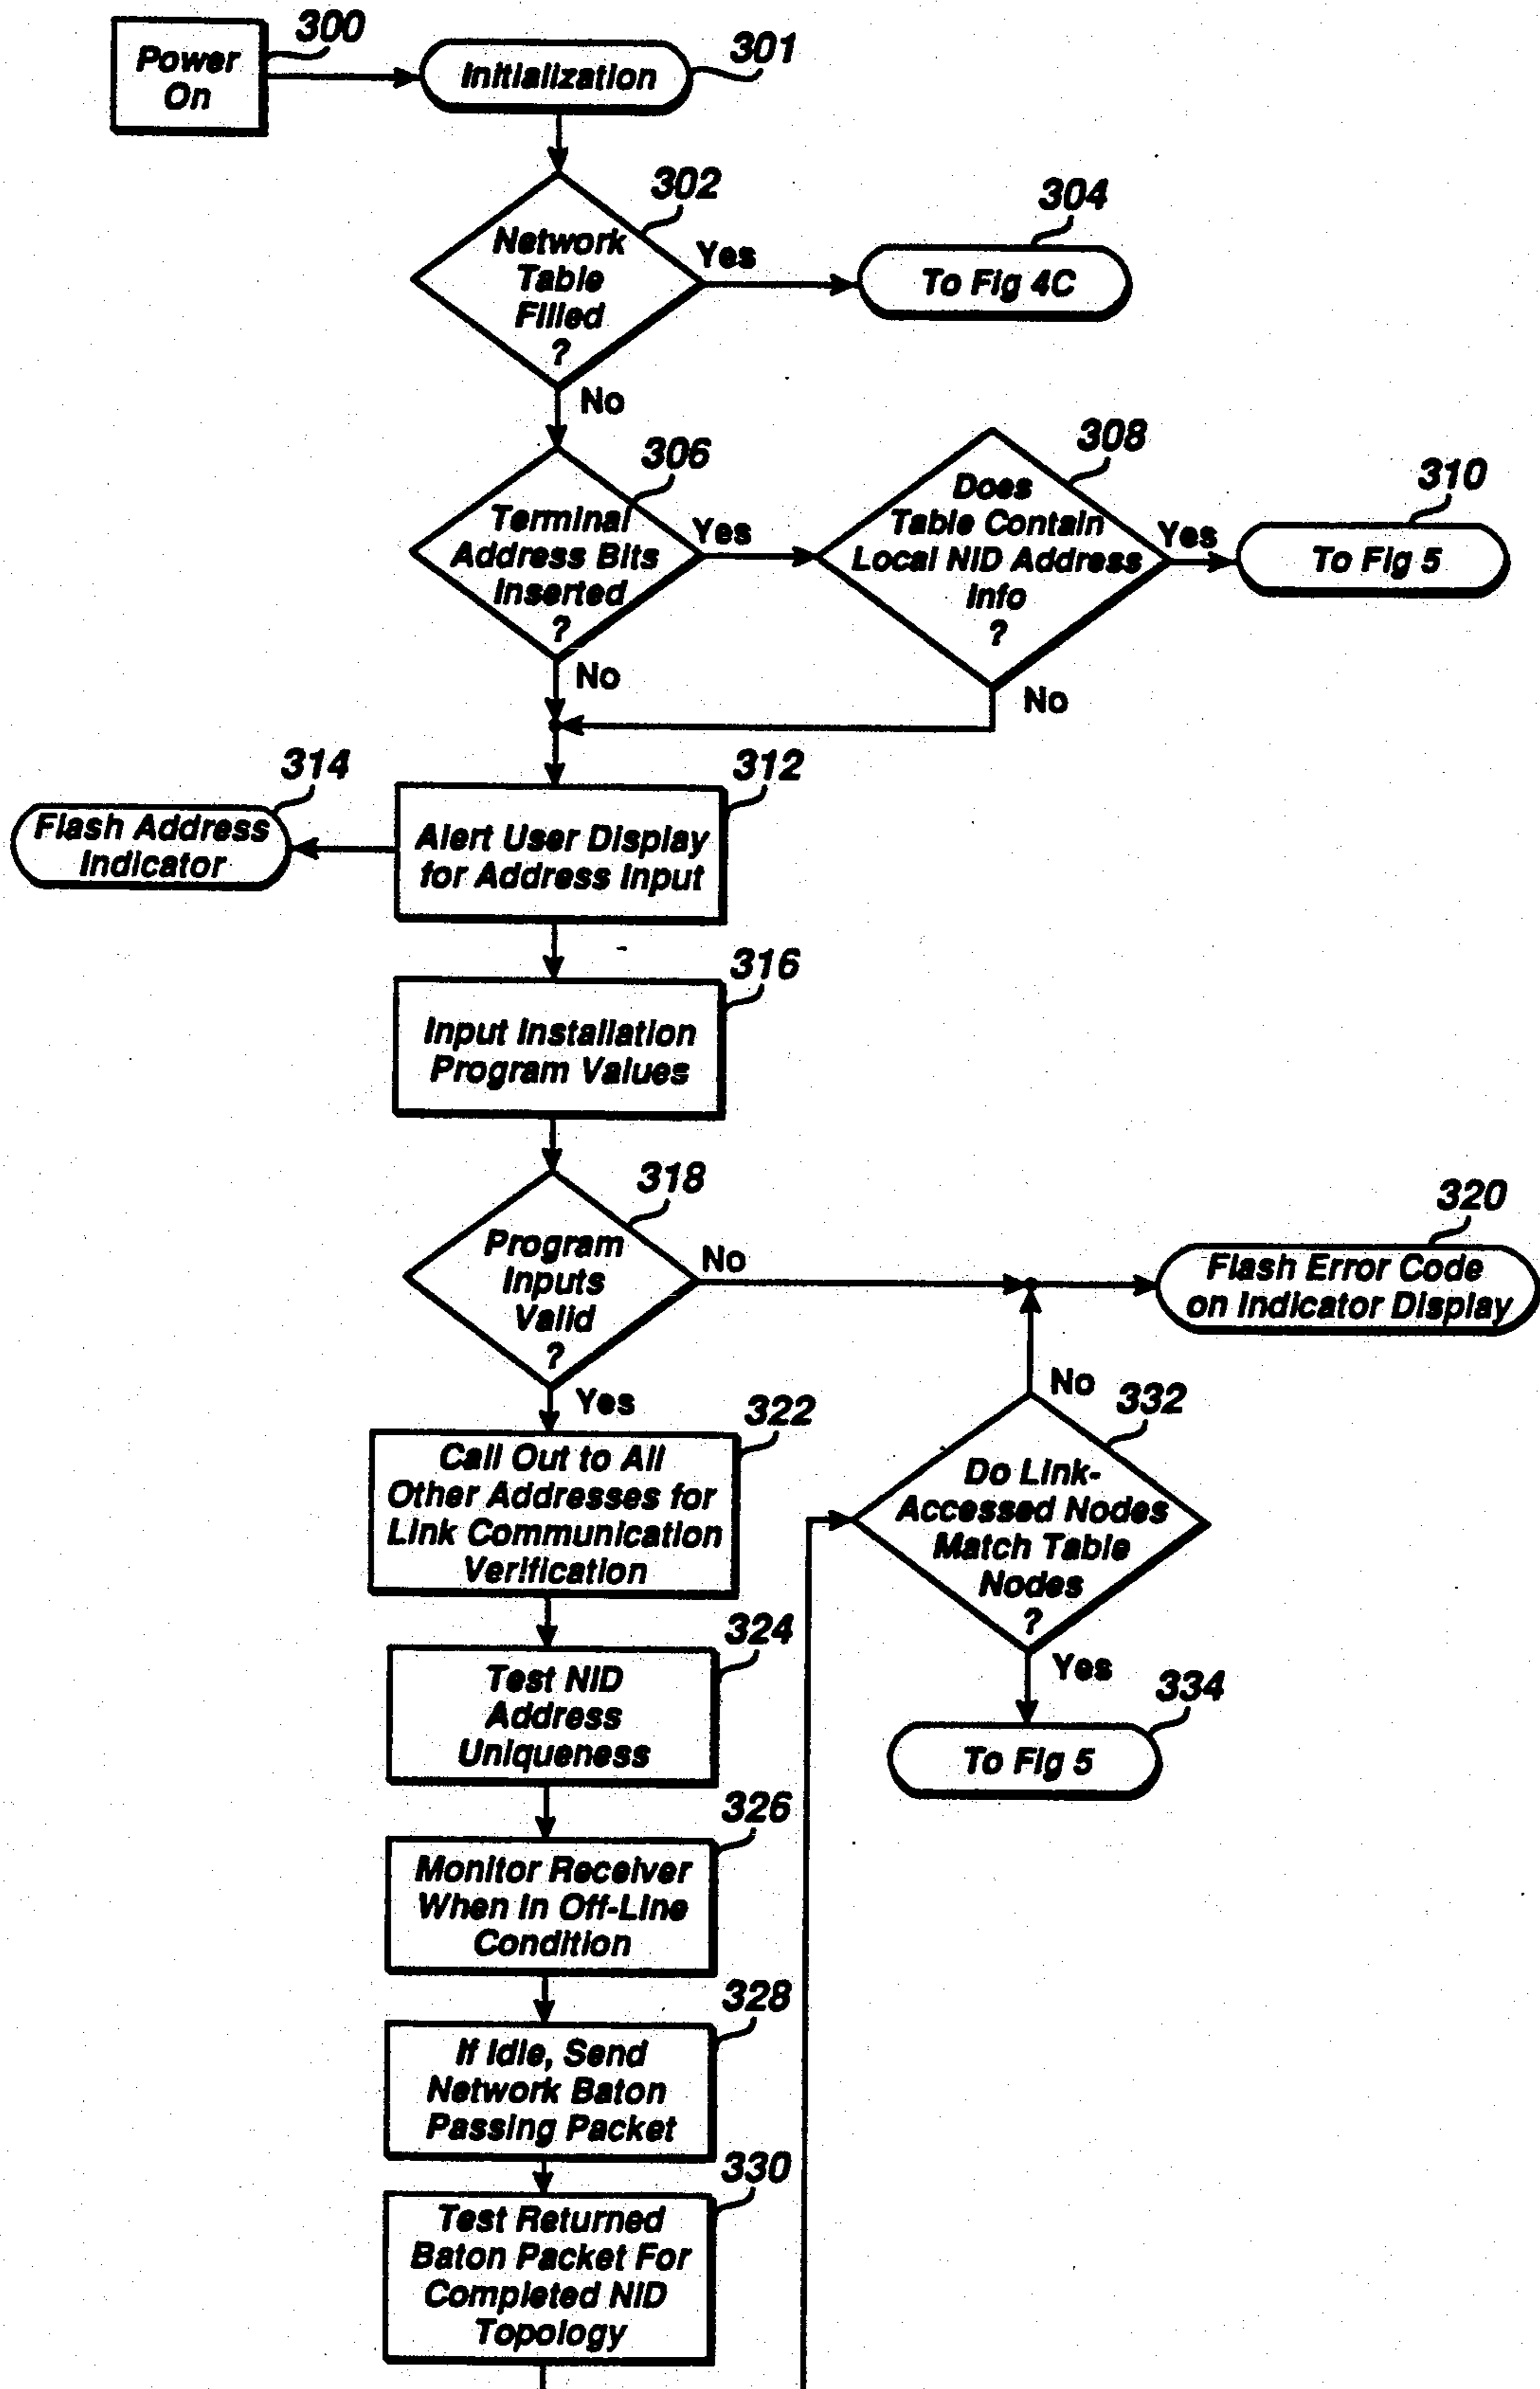 300
Power
On
301
Initialization
302
Network
Table
Filled
?
Yes
304
To Fig 4C
No
306
Terminal
Address Bits
Inserted
?
Yes
308
Does
Table Contain
Local NID Address
Info
?
Yes
310
To Fig 5
No
No
312
Alert User Display
for Address Input
314
Flash Address
Indicator
316
Input Installation
Program Values
318
Program
Inputs
Valid
?
No
320
Flash Error Code
on Indicator Display
Yes
322
Call Out to All
Other Addresses for
Link Communication
Verification
No
332
Do Link-
Accessed Nodes
Match Table
Nodes
?
Yes
334
To Fig 5
324
Test NID
Address
Uniqueness
326
Monitor Receiver
When In Off-Line
Condition
328
If Idle, Send
Network Baton
Passing Packet
330
Test Returned
Baton Packet For
Completed NID
Topology